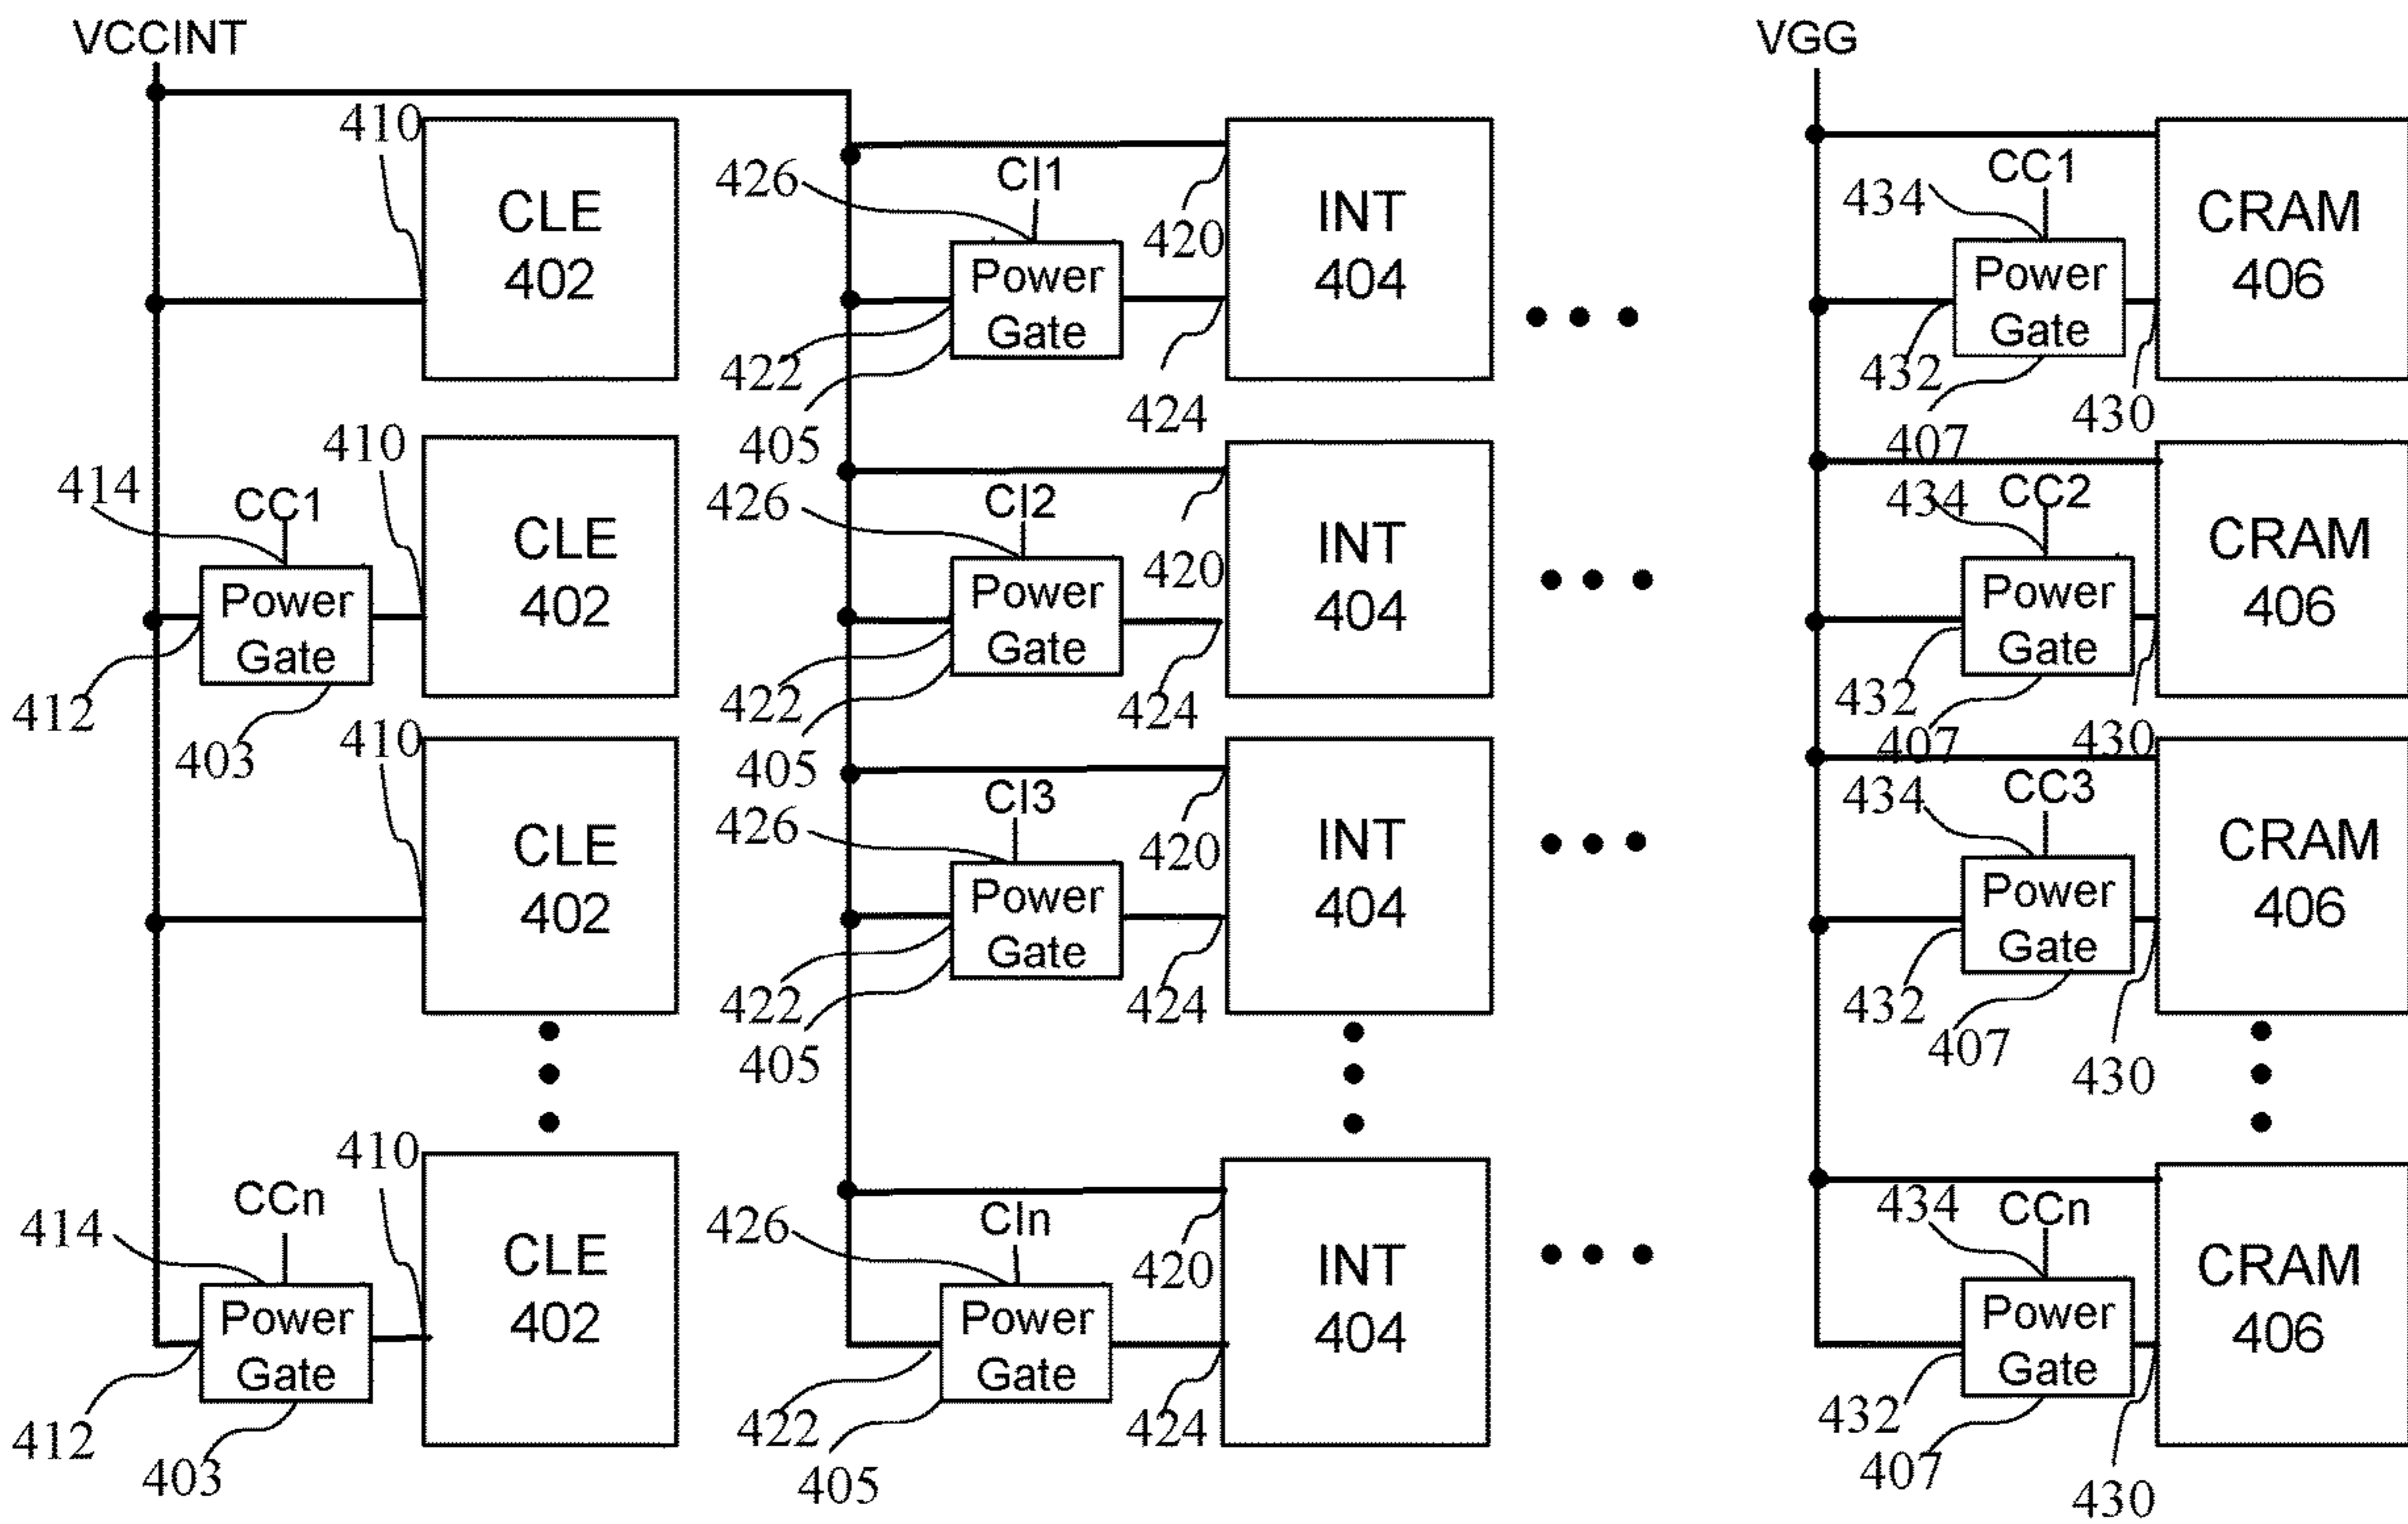 VCCINT
VGG
410
CLE
402
426
CI1
Power
Gate
422
405
420
424
INT
404
434
CC1
Power
Gate
432
407
430
CRAM
406
414
CC1
Power
Gate
412
403
410
CLE
402
426
CI2
Power
Gate
422
405
420
424
INT
404
434
CC2
Power
Gate
432
407
430
CRAM
406
410
CLE
402
426
CI3
Power
Gate
422
405
420
424
INT
404
434
CC3
Power
Gate
432
407
430
CRAM
406
414
CCn
Power
Gate
412
403
410
CLE
402
426
CIn
Power
Gate
422
405
420
424
INT
404
434
CCn
Power
Gate
432
407
430
CRAM
406